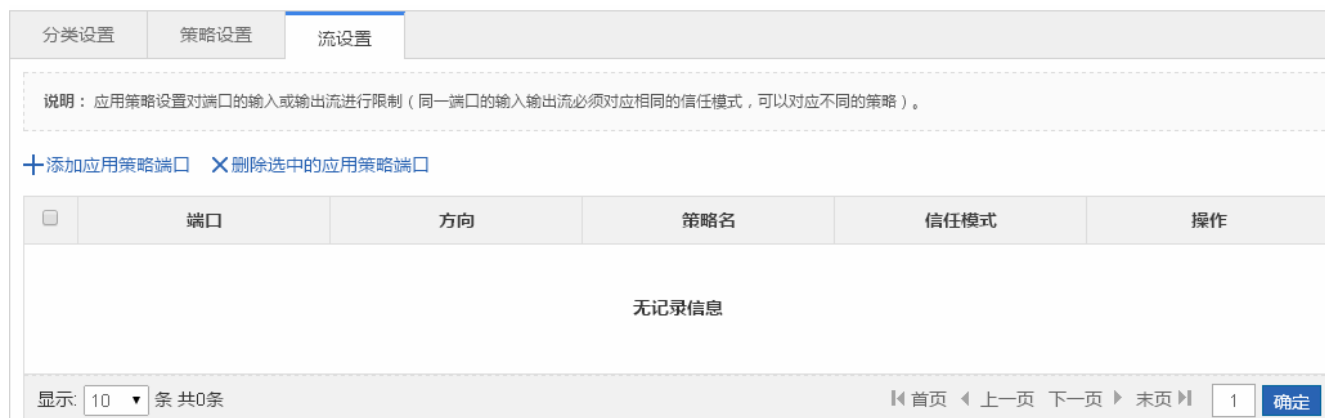 分类设置 策略设置 流设置
说明： 应用策略设置对端口的输入或输出流进行限制（同一端口的输入输出流必须对应相同的信任模式，可以对应不同的策略）。
添加应用策略端口 删除选中的应用策略端口
端口 方向 策略名 信任模式 操作
无记录信息
显示: 10 条 共0条 首页 上一页 下一页 末页 1 确定